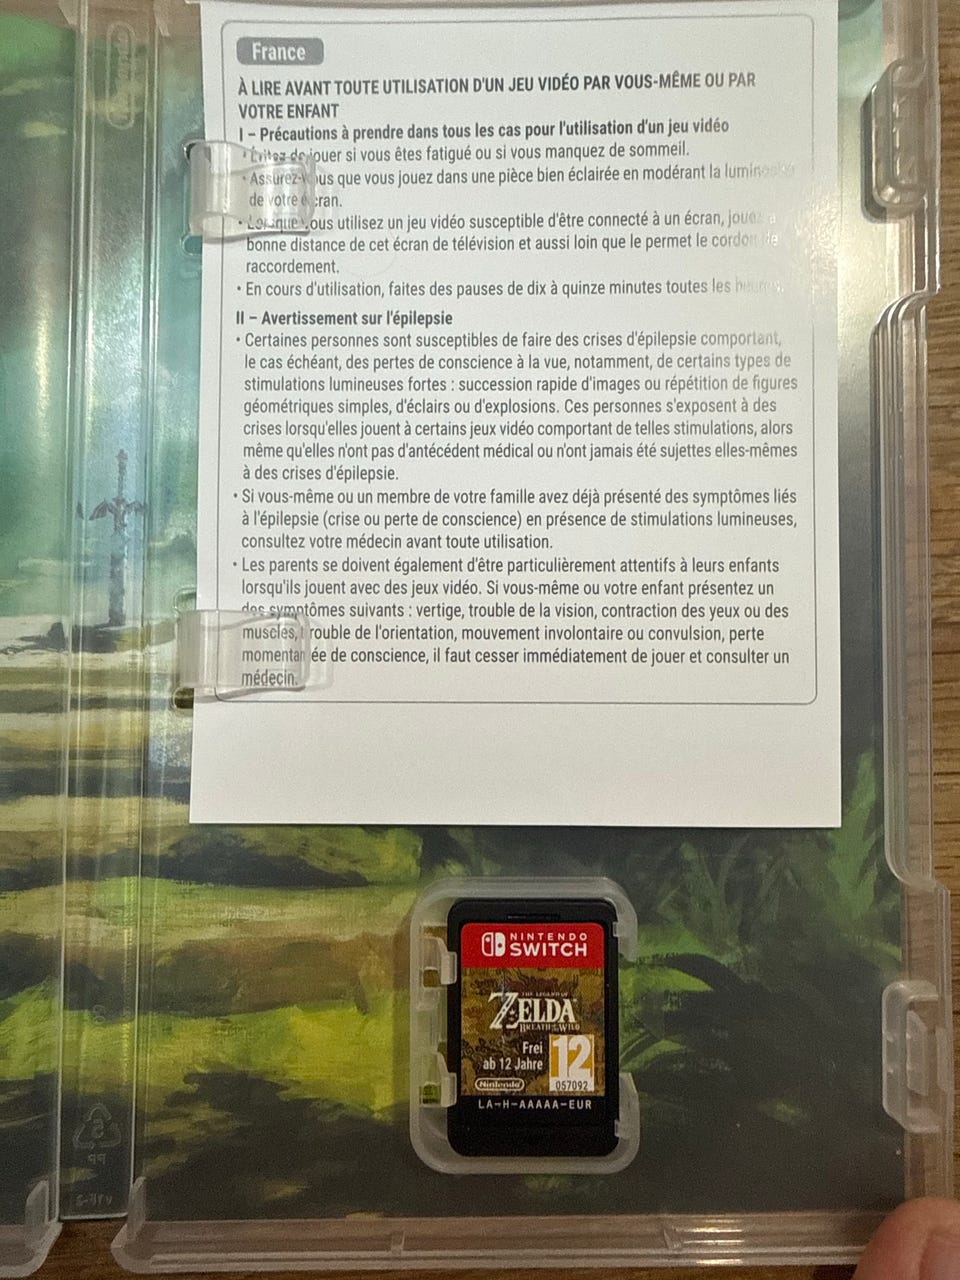 France
À LIRE AVANT TOUTE UTILISATION D'UN JEU VIDÉO PAR VOUS-MÊME OU PAR
VOTRE ENFANT
I – Précautions à prendre dans tous les cas pour l'utilisation d'un jeu vidéo
• Évitez de jouer si vous êtes fatigué ou si vous manquez de sommeil.
• Assurez-vous que vous jouez dans une pièce bien éclairée en modérant la luminosité
de votre écran.
• Lorsque vous utilisez un jeu vidéo susceptible d'être connecté à un écran, jouez à
bonne distance de cet écran de télévision et aussi loin que le permet le cordon de
raccordement.
• En cours d'utilisation, faites des pauses de dix à quinze minutes toutes les heures.
II – Avertissement sur l'épilepsie
• Certaines personnes sont susceptibles de faire des crises d'épilepsie comportant,
le cas échéant, des pertes de conscience à la vue, notamment, de certains types de
stimulations lumineuses fortes : succession rapide d'images ou répétition de figures
géométriques simples, d'éclairs ou d'explosions. Ces personnes s'exposent à des
crises lorsqu'elles jouent à certains jeux vidéo comportant de telles stimulations, alors
même qu'elles n'ont pas d'antécédent médical ou n'ont jamais été sujettes elles-mêmes
à des crises d'épilepsie.
• Si vous-même ou un membre de votre famille avez déjà présenté des symptômes liés
à l'épilepsie (crise ou perte de conscience) en présence de stimulations lumineuses,
consultez votre médecin avant toute utilisation.
• Les parents se doivent également d'être particulièrement attentifs à leurs enfants
lorsqu'ils jouent avec des jeux vidéo. Si vous-même ou votre enfant présentez un
des symptômes suivants : vertige, trouble de la vision, contraction des yeux ou des
muscles, trouble de l'orientation, mouvement involontaire ou convulsion, perte
momentanée de conscience, il faut cesser immédiatement de jouer et consulter un
médecin.
Nintendo
NINTENDO
SWITCH
THE LEGEND OF
ZELDA
BREATH OF THE WILD
Frei
ab 12 Jahre
12
Nintendo
057092
LA-H-AAAAA-EUR